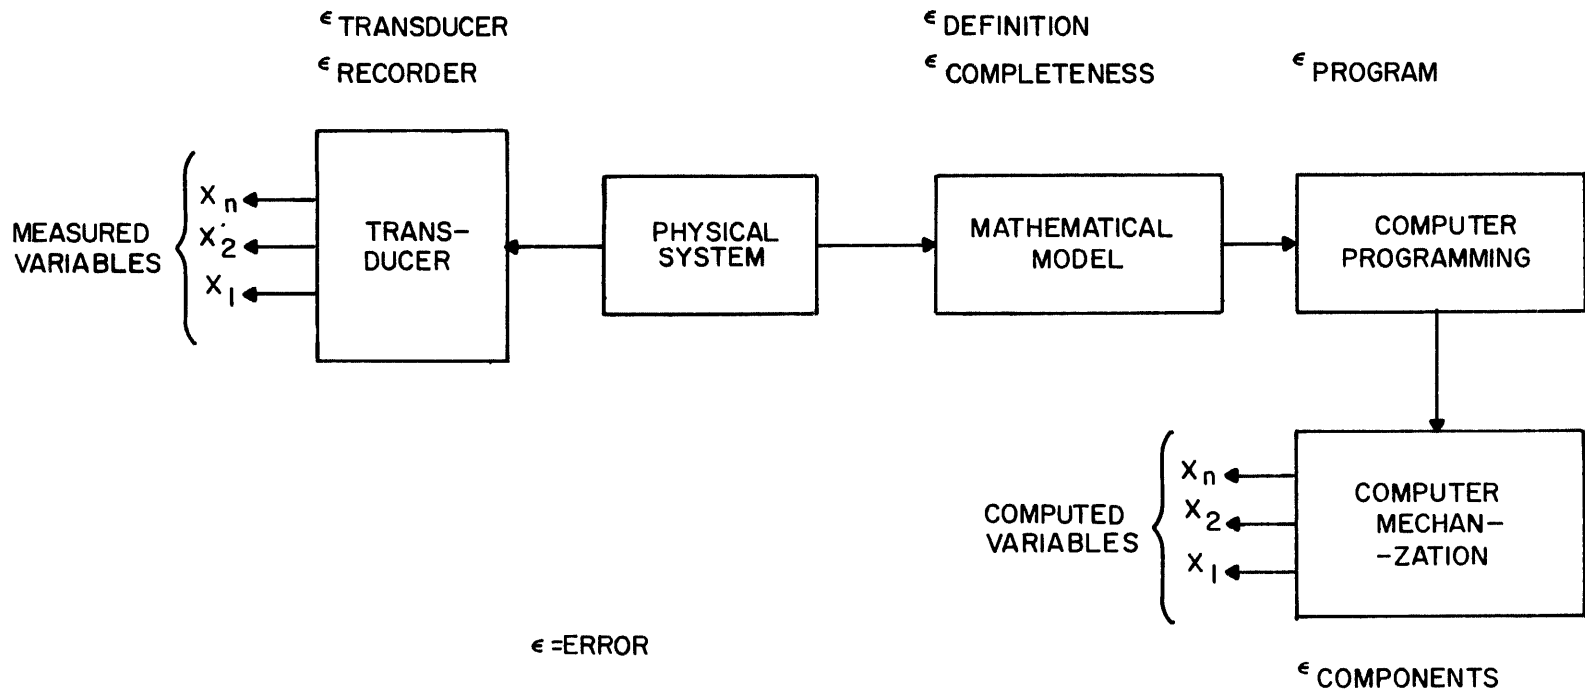 ϵ TRANSDUCER
ϵ RECORDER
ϵ DEFINITION
ϵ COMPLETENESS
ϵ PROGRAM
MEASURED
VARIABLES
Xn
X2
X1
TRANS-
DUCER
PHYSICAL
SYSTEM
MATHEMATICAL
MODEL
COMPUTER
PROGRAMMING
COMPUTED
VARIABLES
Xn
X2
X1
COMPUTER
MECHAN-
-ZATION
ϵ =ERROR
ϵ COMPONENTS